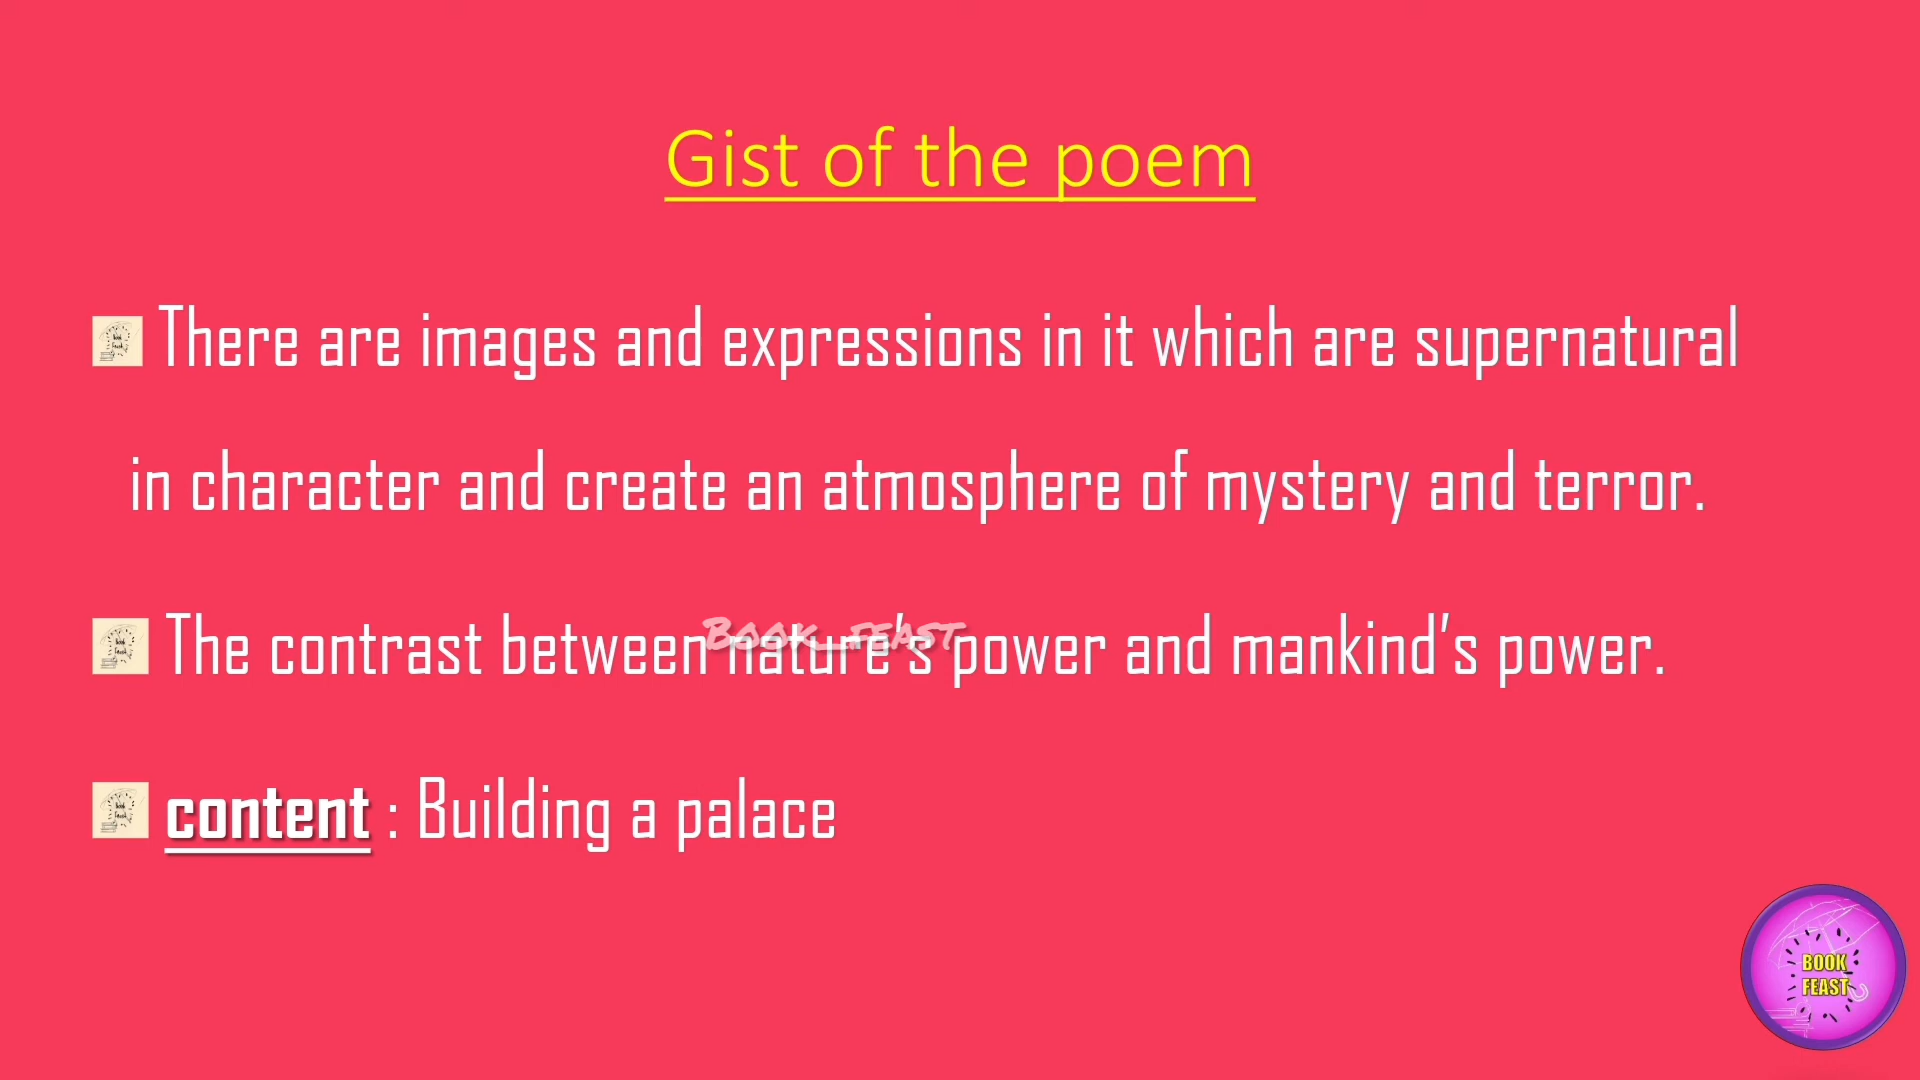 Gist of the poem
There are images and expressions in it which are supernatural
in character and create an atmosphere of mystery and terror.
The contrast between nature's power and mankind's power.
Book_feast
content : Building a palace
BOOK
FEAST